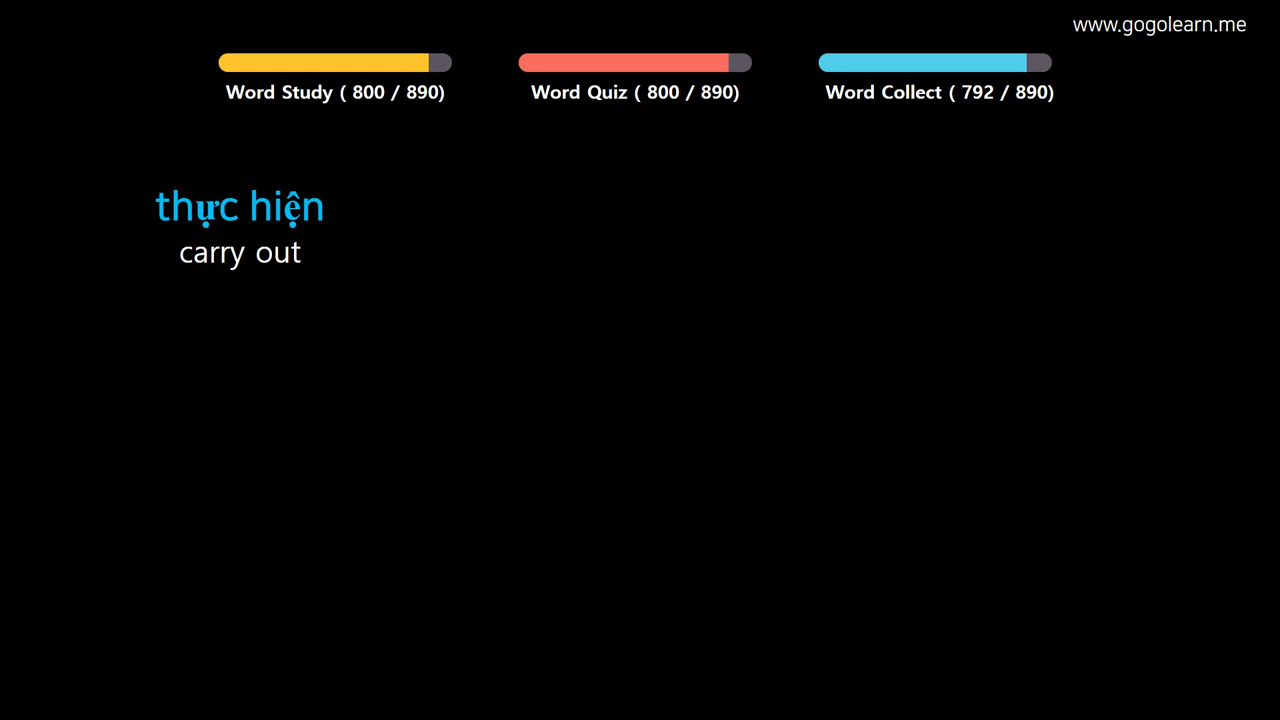 www.gogolearn.me
Word Study ( 800 / 890)
Word Quiz ( 800 / 890)
Word Collect ( 792 / 890)
thực hiện
carry out